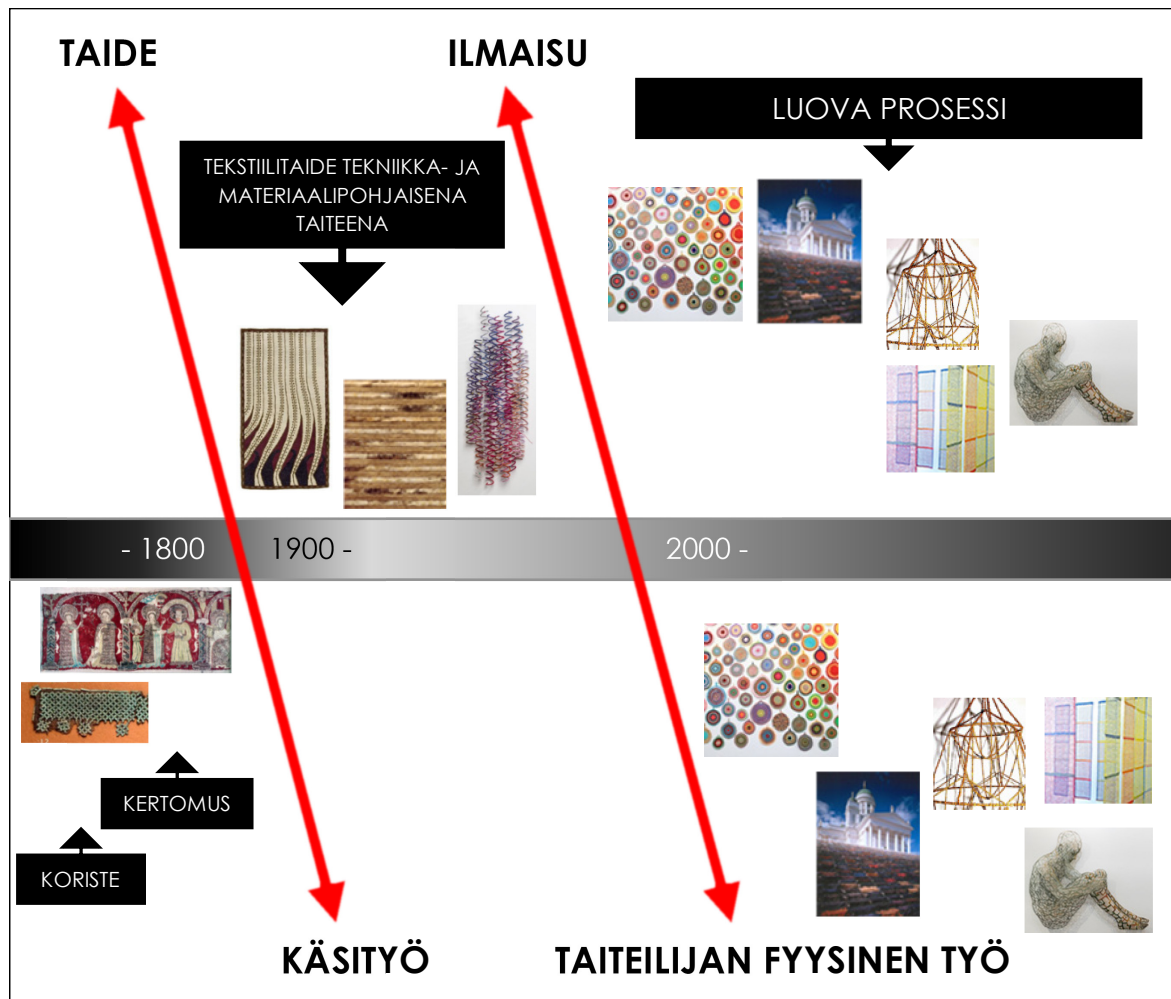 TAIDE
ILMAISU
LUOVA PROSESSI
TEKSTIILITAIDE TEKNIIKKA- JA
MATERIAALIPOHJAISENA
TAITEENA
- 1800
1900 -
2000 -
KERTOMUS
KORISTE
KÄSITYÖ
TAITEILIJAN FYYSINEN TYÖ